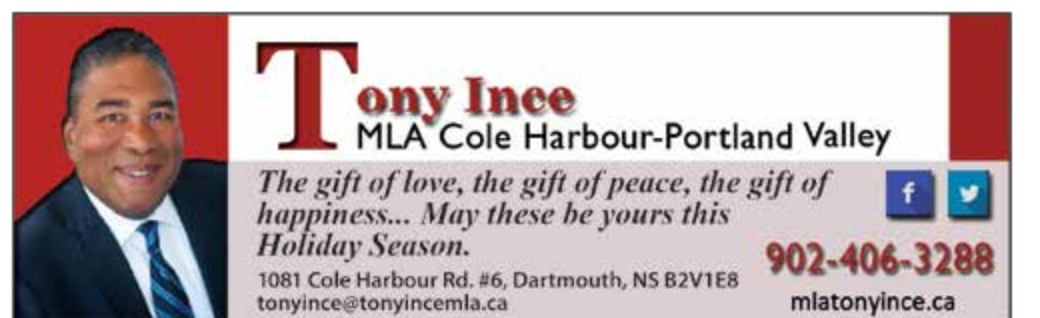 Tony Ince
MLA Cole Harbour-Portland Valley
The gift of love, the gift of peace, the gift of
happiness... May these be yours this
Holiday Season.
f
902-406-3288
1081 Cole Harbour Rd. #6, Dartmouth, NS B2V1E8
tonyince@tonyincemla.ca
mlatonyince.ca